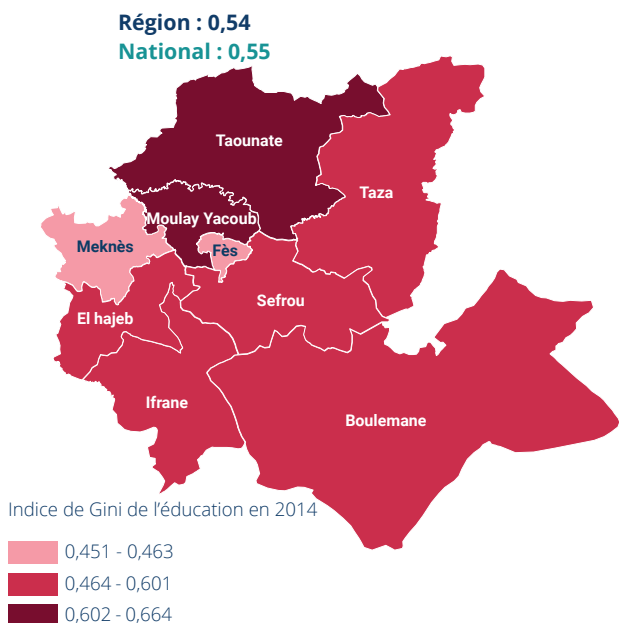 Région : 0,54
National : 0,55
Taounate
Taza
Moulay Yacoub
Meknès
Fès
Sefrou
El hajeb
Ifrane
Boulemane
Indice de Gini de l’éducation en 2014
0,451 - 0,463
0,464 - 0,601
0,602 - 0,664